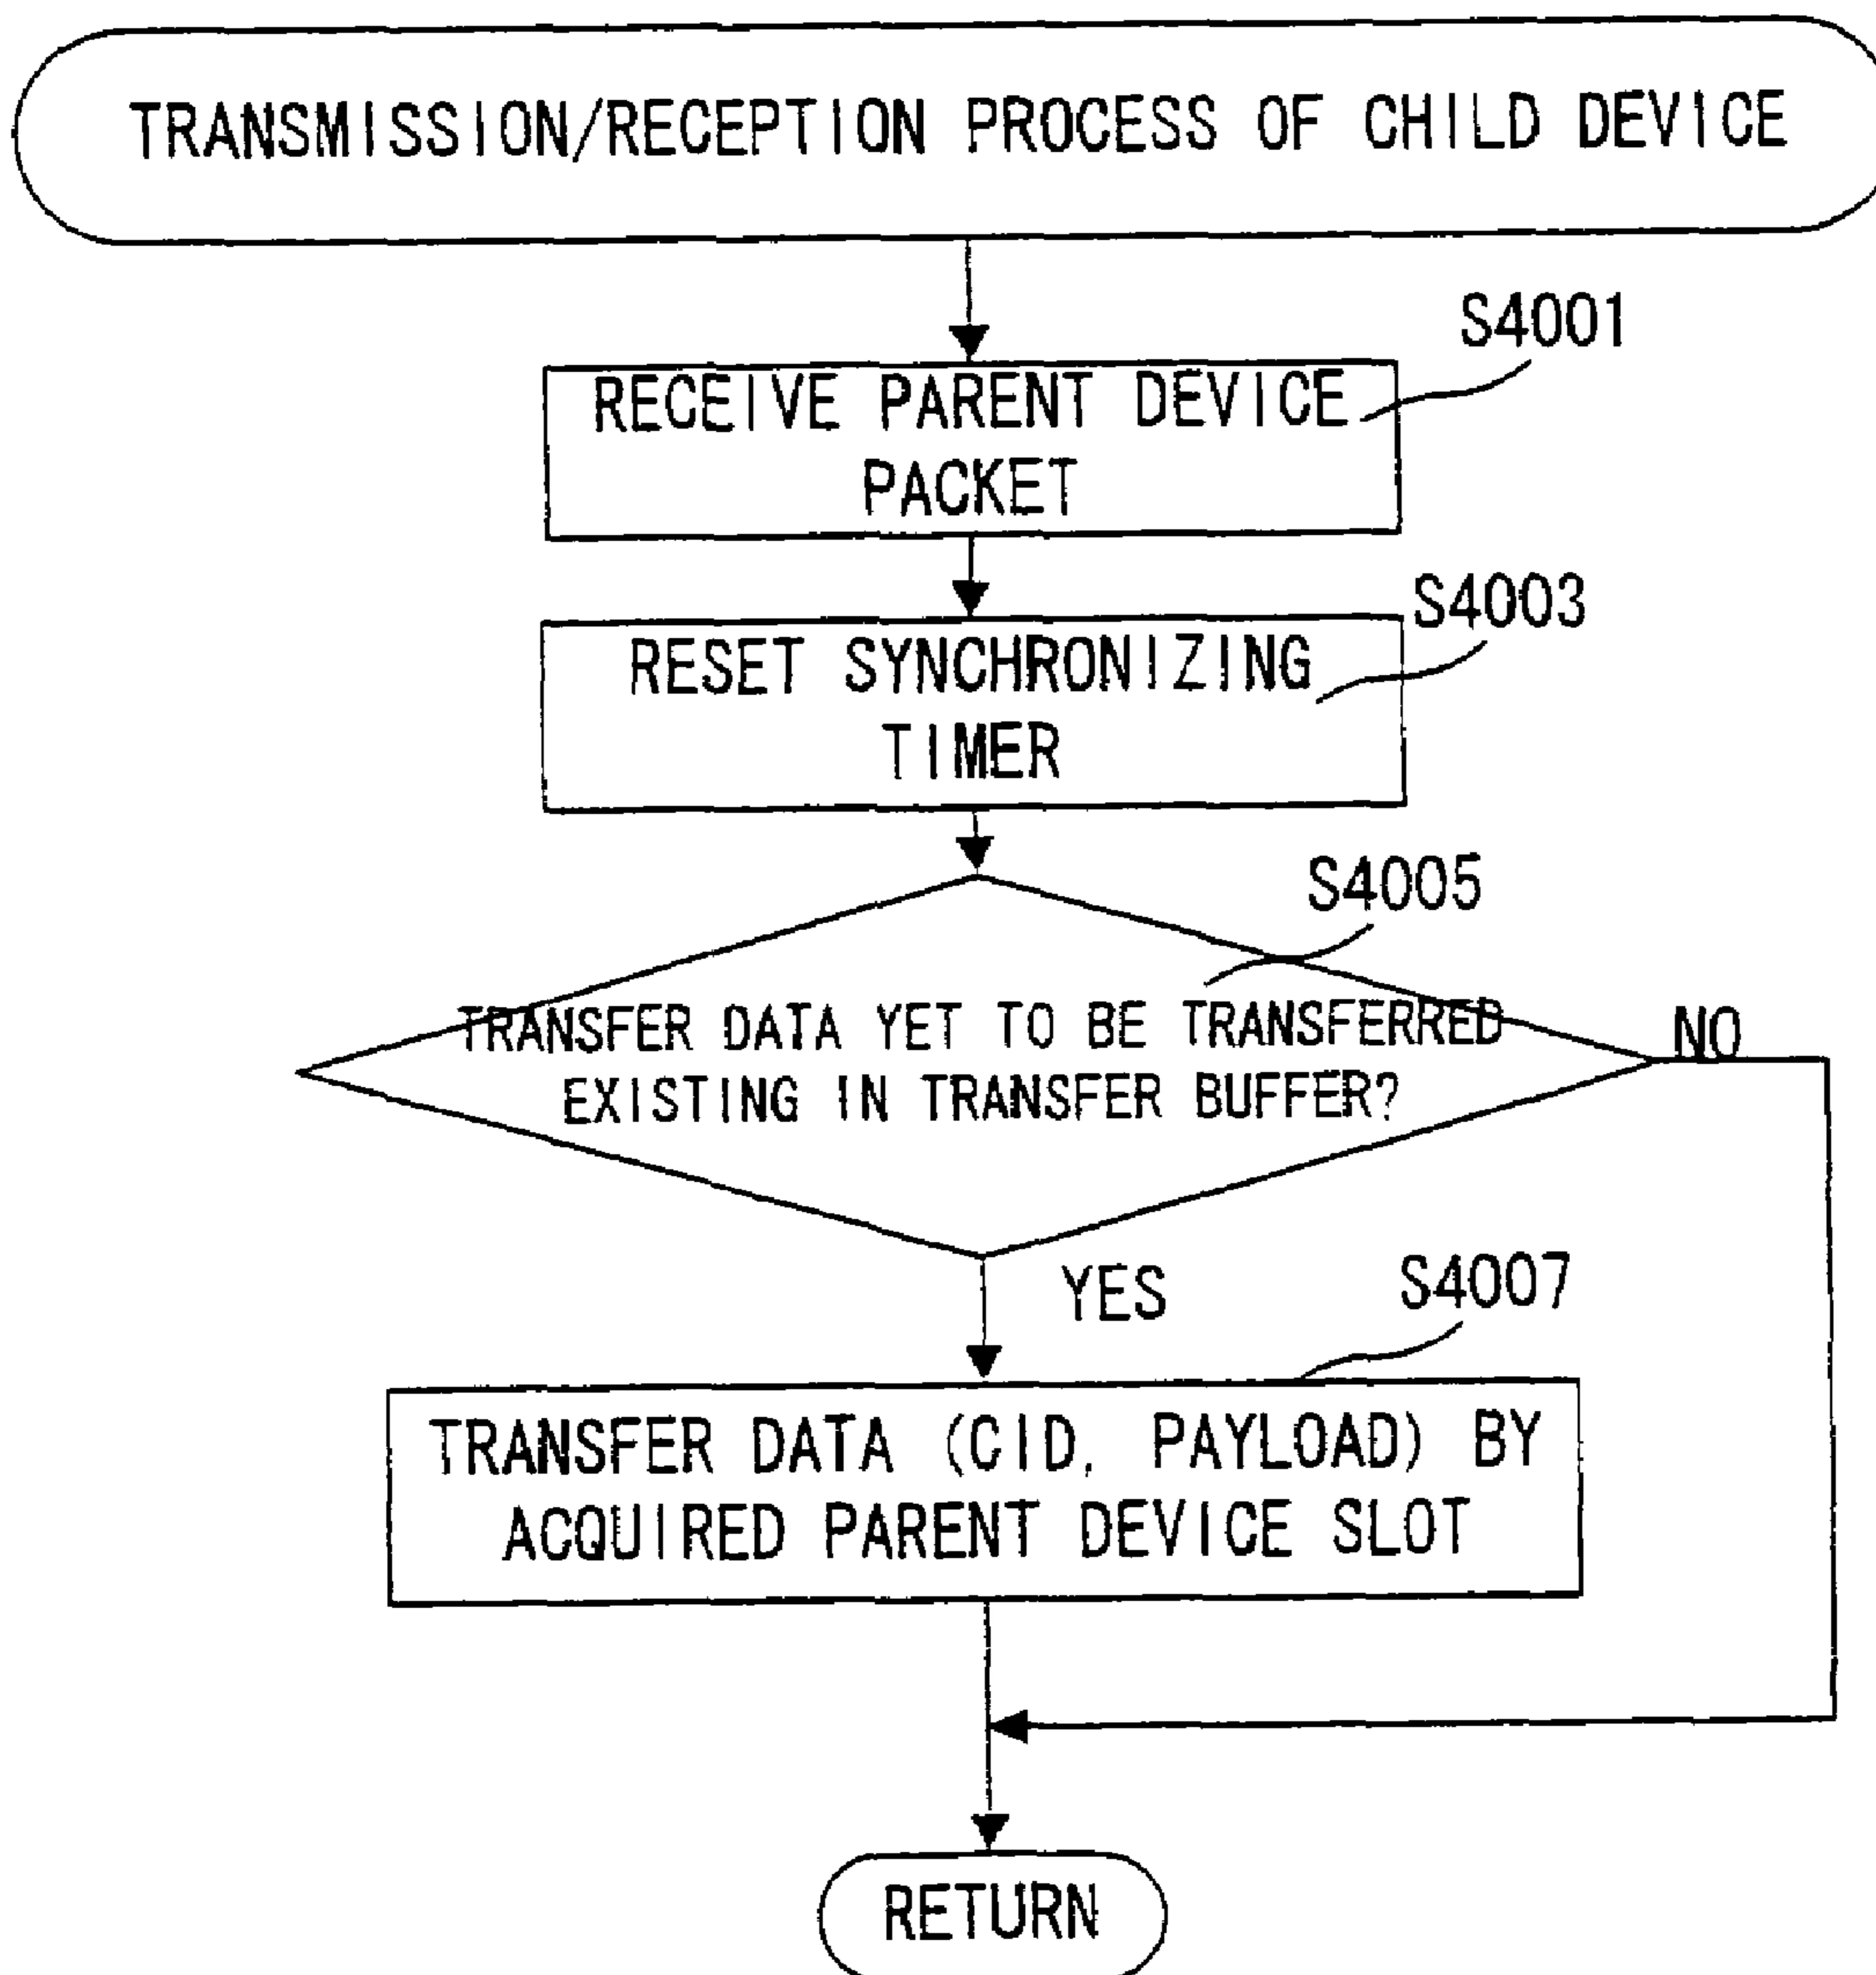 TRANSMISSION/RECEPTION PROCESS OF CHILD DEVICE
S4001
RECEIVE PARENT DEVICE
PACKET
S4003
RESET SYNCHRONIZING
TIMER
S4005
TRANSFER DATA YET TO BE TRANSFERRED
EXISTING IN TRANSFER BUFFER?
NO
YES
S4007
TRANSFER DATA (CID, PAYLOAD) BY
ACQUIRED PARENT DEVICE SLOT
RETURN